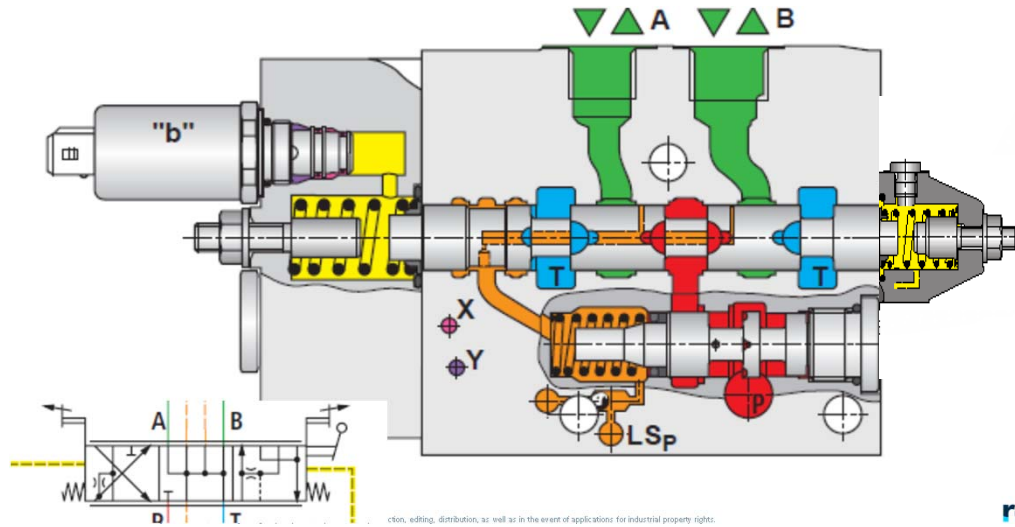 A B
"b"
T T
X
Y
P
LSP
A B
P T
ction, editing, distribution, as well as in the event of applications for industrial property rights.
r